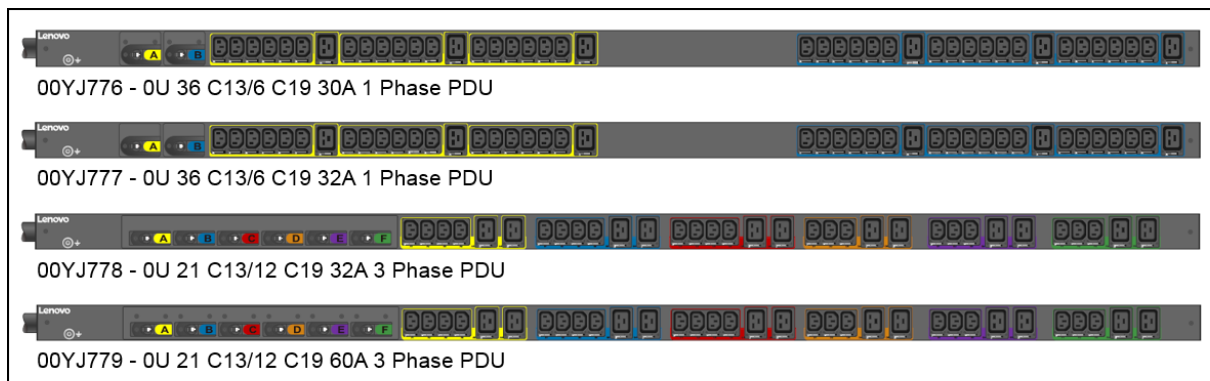 Lenovo
A B
00YJ776 - 0U 36 C13/6 C19 30A 1 Phase PDU
Lenovo
A B
00YJ777 - 0U 36 C13/6 C19 32A 1 Phase PDU
Lenovo
A B C D E F
00YJ778 - 0U 21 C13/12 C19 32A 3 Phase PDU
Lenovo
A B C D E F
00YJ779 - 0U 21 C13/12 C19 60A 3 Phase PDU